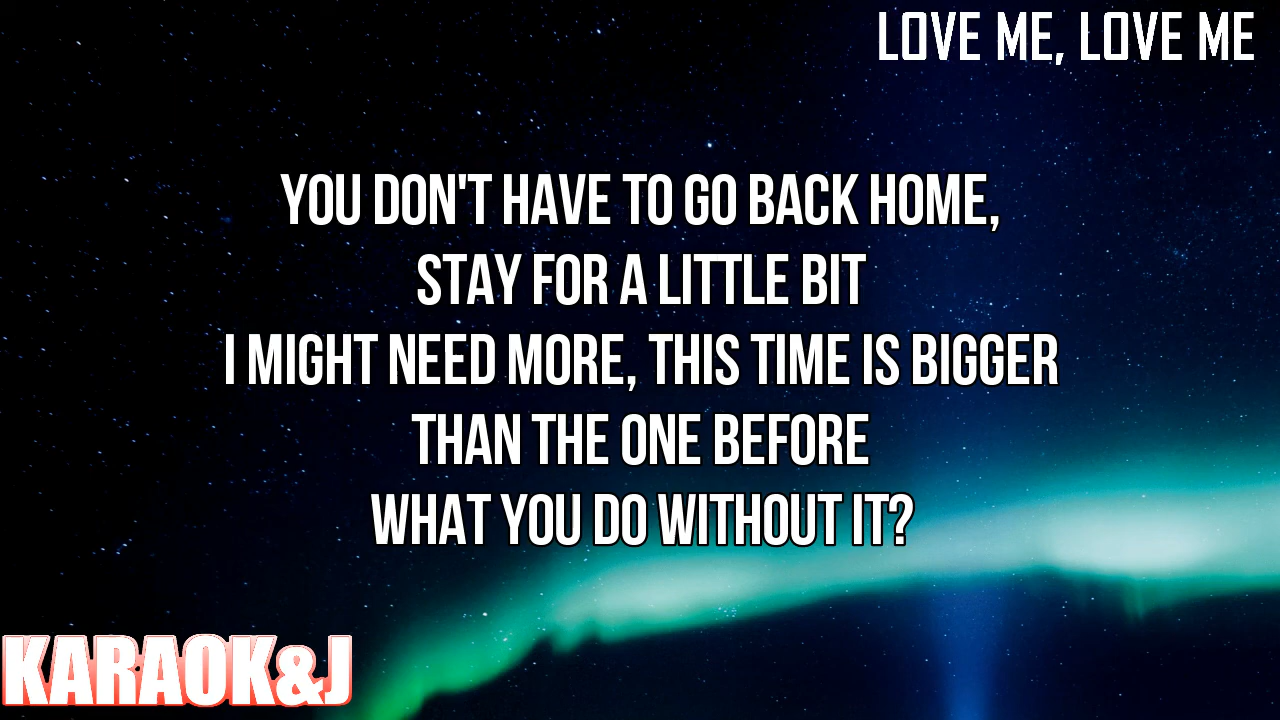 LOVE ME, LOVE ME
YOU DON'T HAVE TO GO BACK HOME,
STAY FOR A LITTLE BIT
I MIGHT NEED MORE, THIS TIME IS BIGGER
THAN THE ONE BEFORE
WHAT YOU DO WITHOUT IT?
KARAOK&J